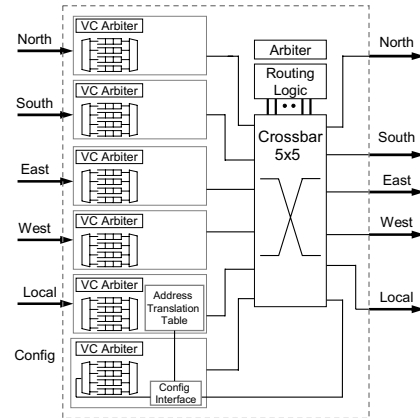 North
South
East
West
Local
Config
VC Arbiter
VC Arbiter
VC Arbiter
VC Arbiter
VC Arbiter
Address
Translation
Table
VC Arbiter
Config
Interface
Arbiter
Routing
Logic
Crossbar
5x5
North
South
East
West
Local